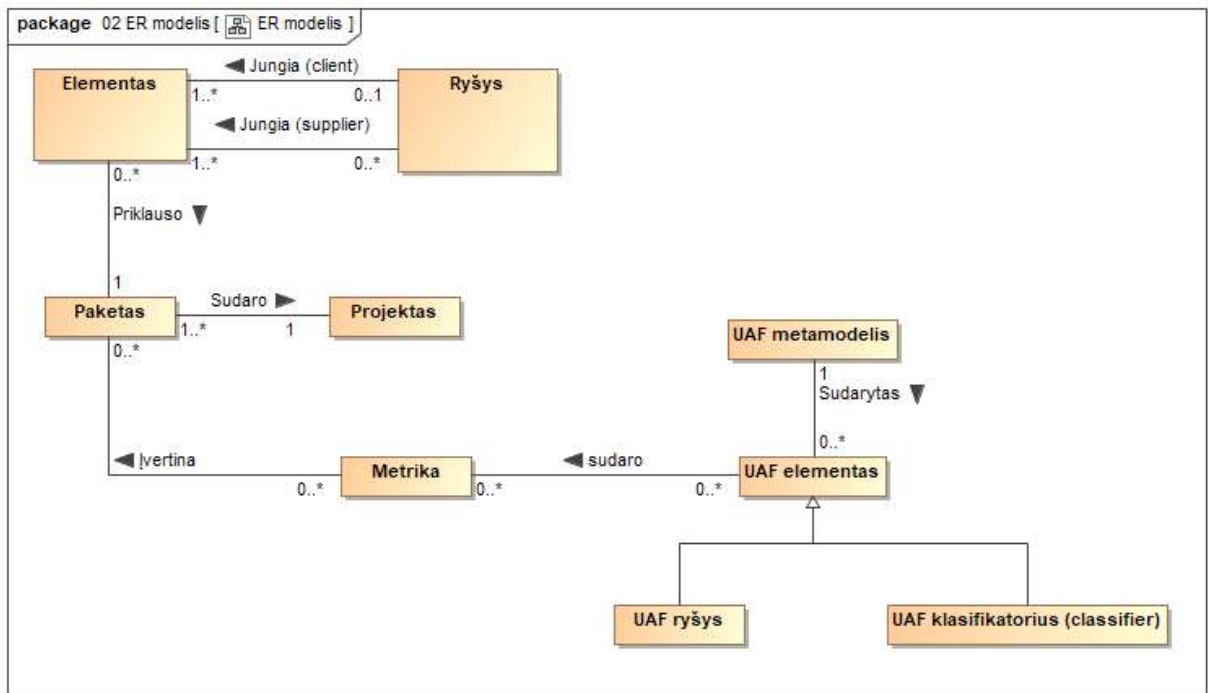 package 02 ER modelis [ ER modelis ]
Elementas
Jungia (client)
Ryšys
1..*
0..1
Jungia (supplier)
1..*
0..*
0..*
Priklauso
1
Paketas
Sudaro
Projektas
1..*
1
0..*
UAF metamodelis
1
Sudarytas
0..*
Įvertina
Metrika
sudaro
UAF elementas
0..*
0..*
0..*
UAF ryšys
UAF klasifikatorius (classifier)